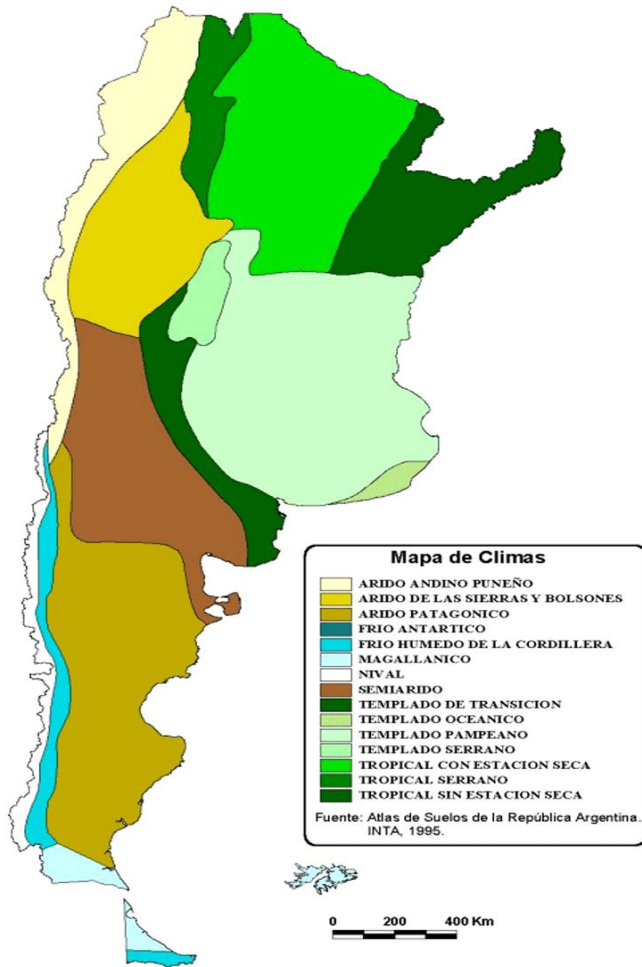 Mapa de Climas
ARIDO ANDINO PUNEÑO
ARIDO DE LAS SIERRAS Y BOLSONES
ARIDO PATAGONICO
FRIO ANTARTICO
FRIO HUMEDO DE LA CORDILLERA
MAGALLANICO
NIVAL
SEMIARIDO
TEMPLADO DE TRANSICION
TEMPLADO OCEANICO
TEMPLADO PAMPEANO
TEMPLADO SERRANO
TROPICAL CON ESTACION SECA
TROPICAL SERRANO
TROPICAL SIN ESTACION SECA
Fuente: Atlas de Suelos de la República Argentina.
INTA, 1995.
0 200 400 Km